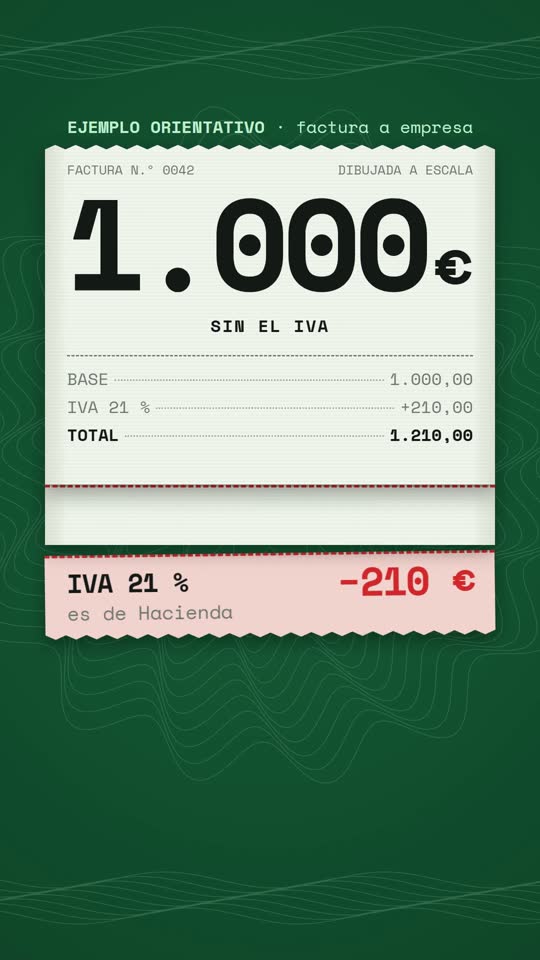 EJEMPLO ORIENTATIVO · factura a empresa
FACTURA N.º 0042 DIBUJADA A ESCALA
1.000€
SIN EL IVA
BASE 1.000,00
IVA 21 % +210,00
TOTAL 1.210,00
IVA 21 % −210 €
es de Hacienda